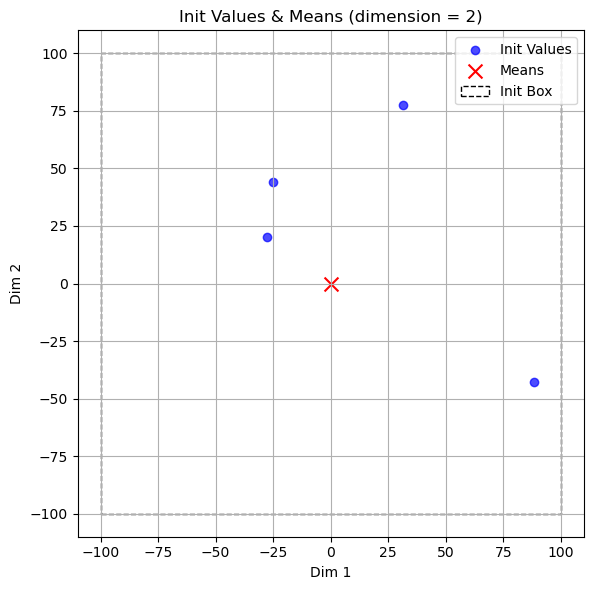 Init Values & Means (dimension = 2)
Init Values
Means
Init Box
100
75
50
25
0
−25
−50
−75
−100
Dim 2
−100 −75 −50 −25 0 25 50 75 100
Dim 1